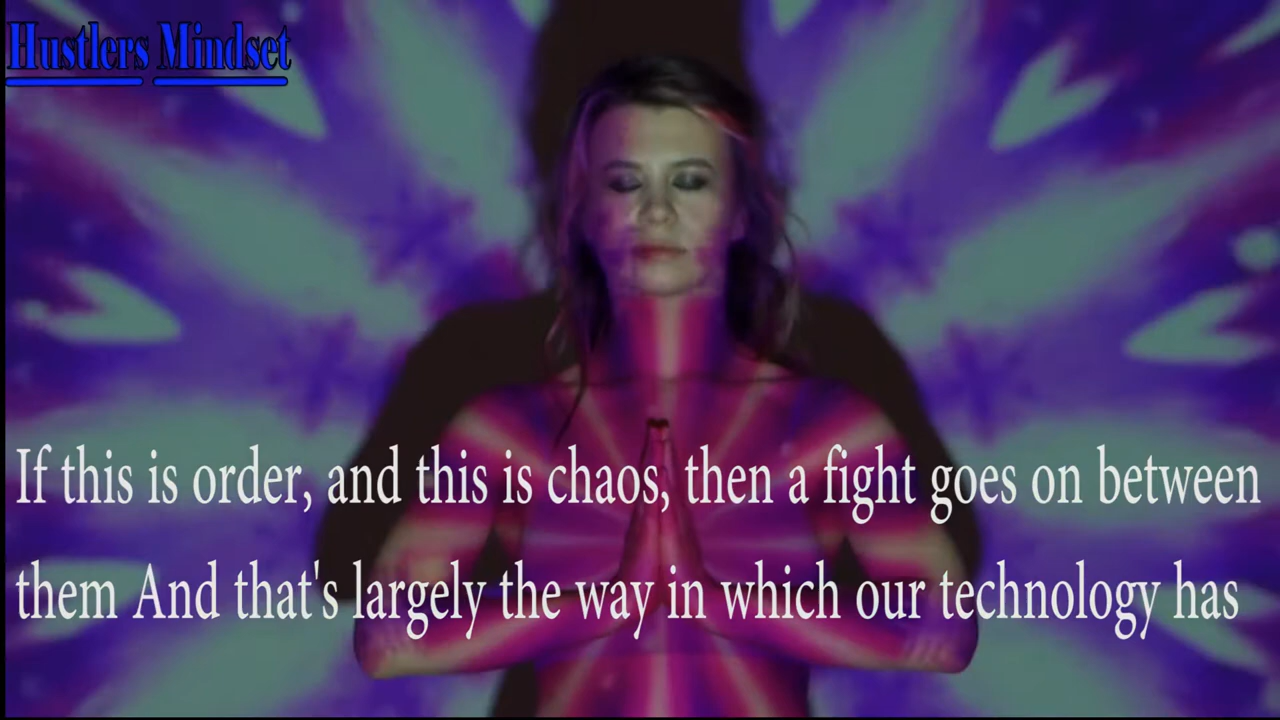 Hustlers Mindset
If this is order, and this is chaos, then a fight goes on between
them And that's largely the way in which our technology has